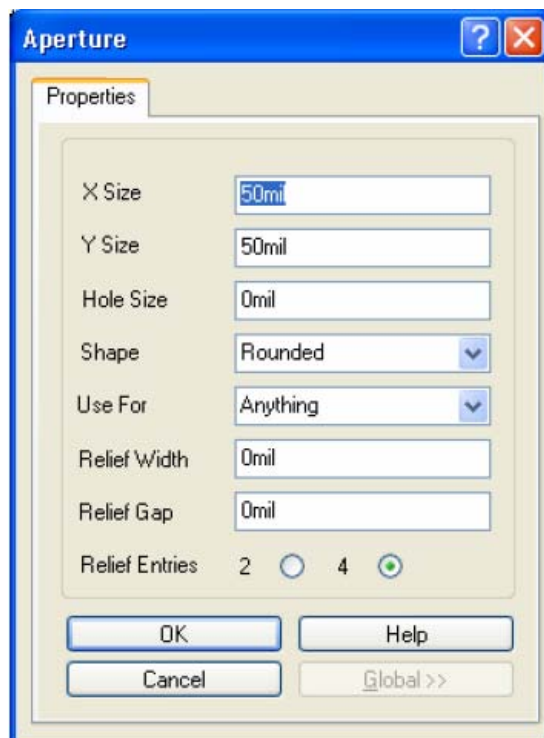 Aperture
Properties
X Size 50mil
Y Size 50mil
Hole Size 0mil
Shape Rounded
Use For Anything
Relief Width 0mil
Relief Gap 0mil
Relief Entries 2 4
OK Help
Cancel Global >>